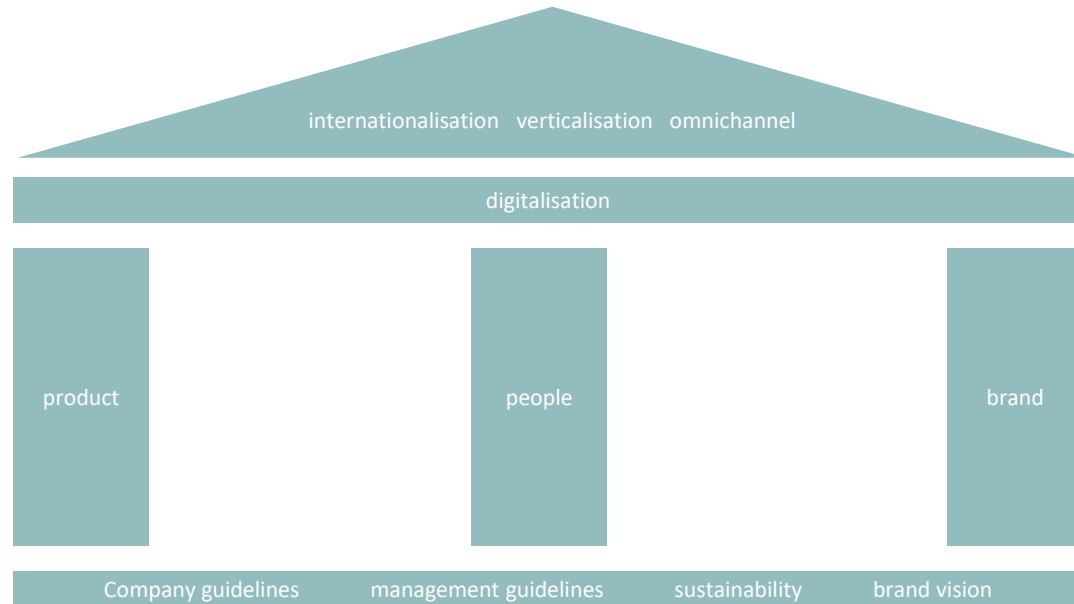 internationalisation verticalisation omnichannel
digitalisation
product people brand
Company guidelines management guidelines sustainability brand vision